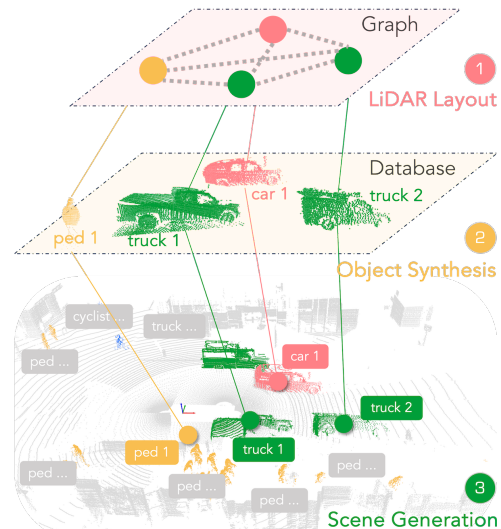 Graph
1
LiDAR Layout
Database
car 1
truck 2
ped 1
truck 1
2
Object Synthesis
cyclist ...
truck ...
ped ...
car 1
truck 2
ped 1
truck 1
ped ...
ped ...
ped ...
ped ...
3
Scene Generation